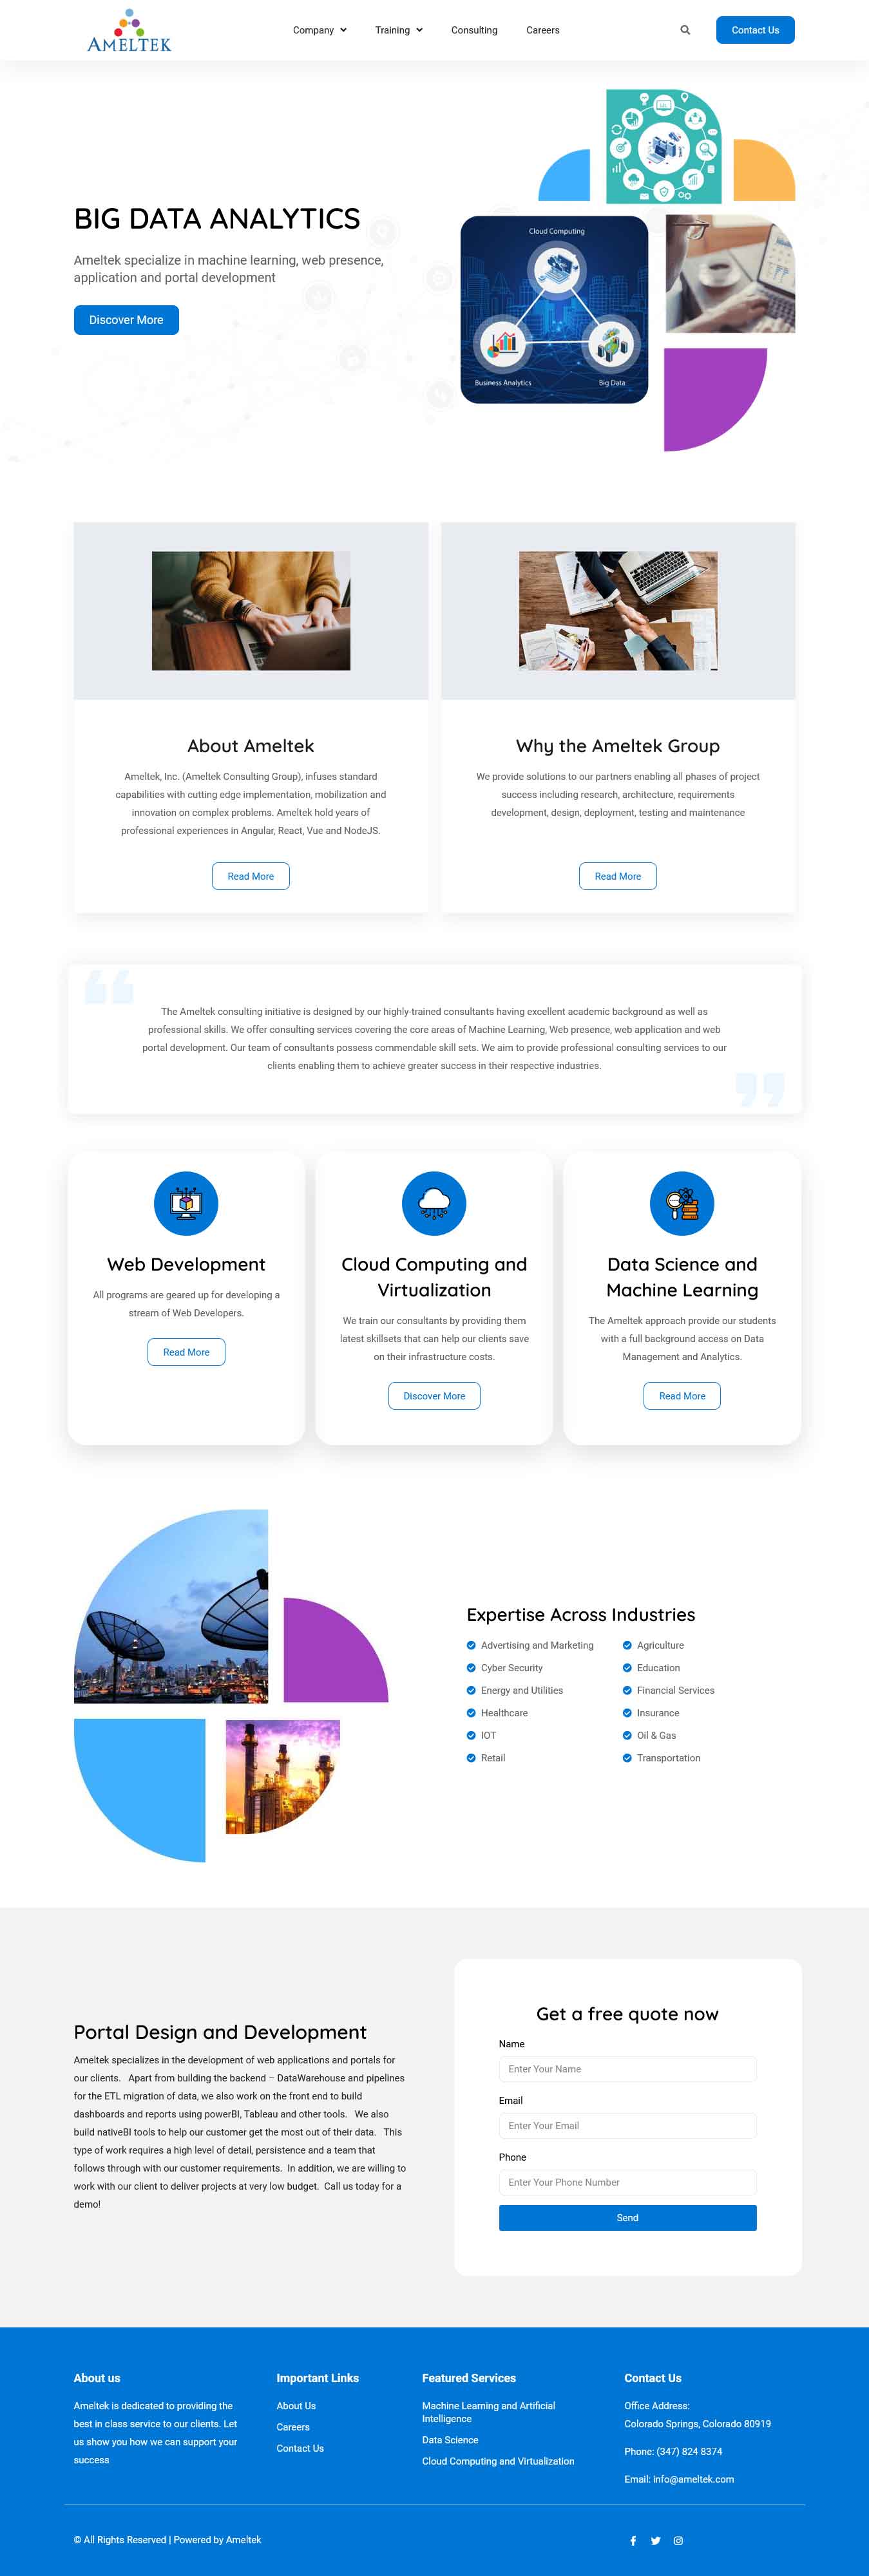 AMELTEK
Company
Training
Consulting
Careers
Contact Us
BIG DATA ANALYTICS
Ameltek specialize in machine learning, web presence,
application and portal development
Discover More
Cloud Computing
Business Analytics
Big Data
About Ameltek
Ameltek, Inc. (Ameltek Consulting Group), infuses standard
capabilities with cutting edge implementation, mobilization and
innovation on complex problems. Ameltek hold years of
professional experiences in Angular, React, Vue and NodeJS.
Read More
Why the Ameltek Group
We provide solutions to our partners enabling all phases of project
success including research, architecture, requirements
development, design, deployment, testing and maintenance
Read More
The Ameltek consulting initiative is designed by our highly-trained consultants having excellent academic background as well as
professional skills. We offer consulting services covering the core areas of Machine Learning, Web presence, web application and web
portal development. Our team of consultants possess commendable skill sets. We aim to provide professional consulting services to our
clients enabling them to achieve greater success in their respective industries.
Web Development
All programs are geared up for developing a
stream of Web Developers.
Read More
Cloud Computing and
Virtualization
We train our consultants by providing them
latest skillsets that can help our clients save
on their infrastructure costs.
Discover More
Data Science and
Machine Learning
The Ameltek approach provide our students
with a full background access on Data
Management and Analytics.
Read More
Expertise Across Industries
Advertising and Marketing
Cyber Security
Energy and Utilities
Healthcare
IOT
Retail
Agriculture
Education
Financial Services
Insurance
Oil & Gas
Transportation
Portal Design and Development
Ameltek specializes in the development of web applications and portals for
our clients. Apart from building the backend – DataWarehouse and pipelines
for the ETL migration of data, we also work on the front end to build
dashboards and reports using powerBI, Tableau and other tools. We also
build nativeBI tools to help our customer get the most out of their data. This
type of work requires a high level of detail, persistence and a team that
follows through with our customer requirements. In addition, we are willing to
work with our client to deliver projects at very low budget. Call us today for a
demo!
Get a free quote now
Name
Enter Your Name
Email
Enter Your Email
Phone
Enter Your Phone Number
Send
About us
Ameltek is dedicated to providing the
best in class service to our clients. Let
us show you how we can support your
success
Important Links
About Us
Careers
Contact Us
Featured Services
Machine Learning and Artificial
Intelligence
Data Science
Cloud Computing and Virtualization
Contact Us
Office Address:
Colorado Springs, Colorado 80919
Phone: (347) 824 8374
Email: info@ameltek.com
© All Rights Reserved | Powered by Ameltek